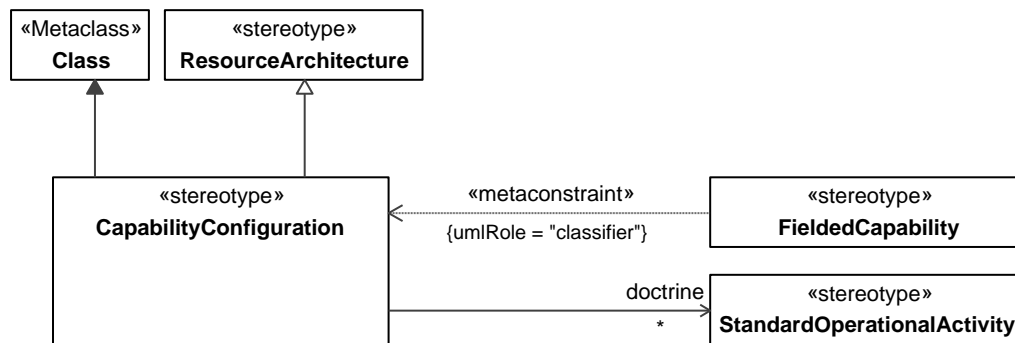 «Metaclass»
Class
«stereotype»
ResourceArchitecture
«stereotype»
CapabilityConfiguration
«metaconstraint»
{umlRole = "classifier"}
«stereotype»
FieldedCapability
doctrine
*
«stereotype»
StandardOperationalActivity